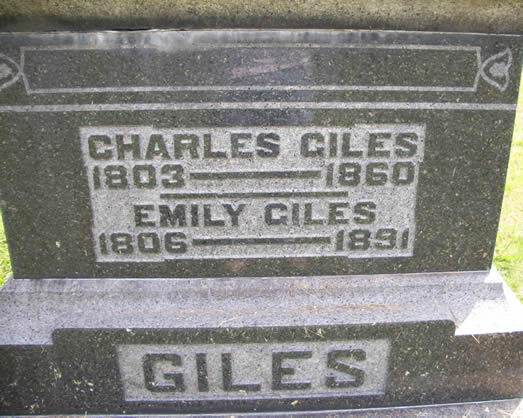 CHARLES GILES
1803 — 1860
EMILY GILES
1806 — 1891
GILES